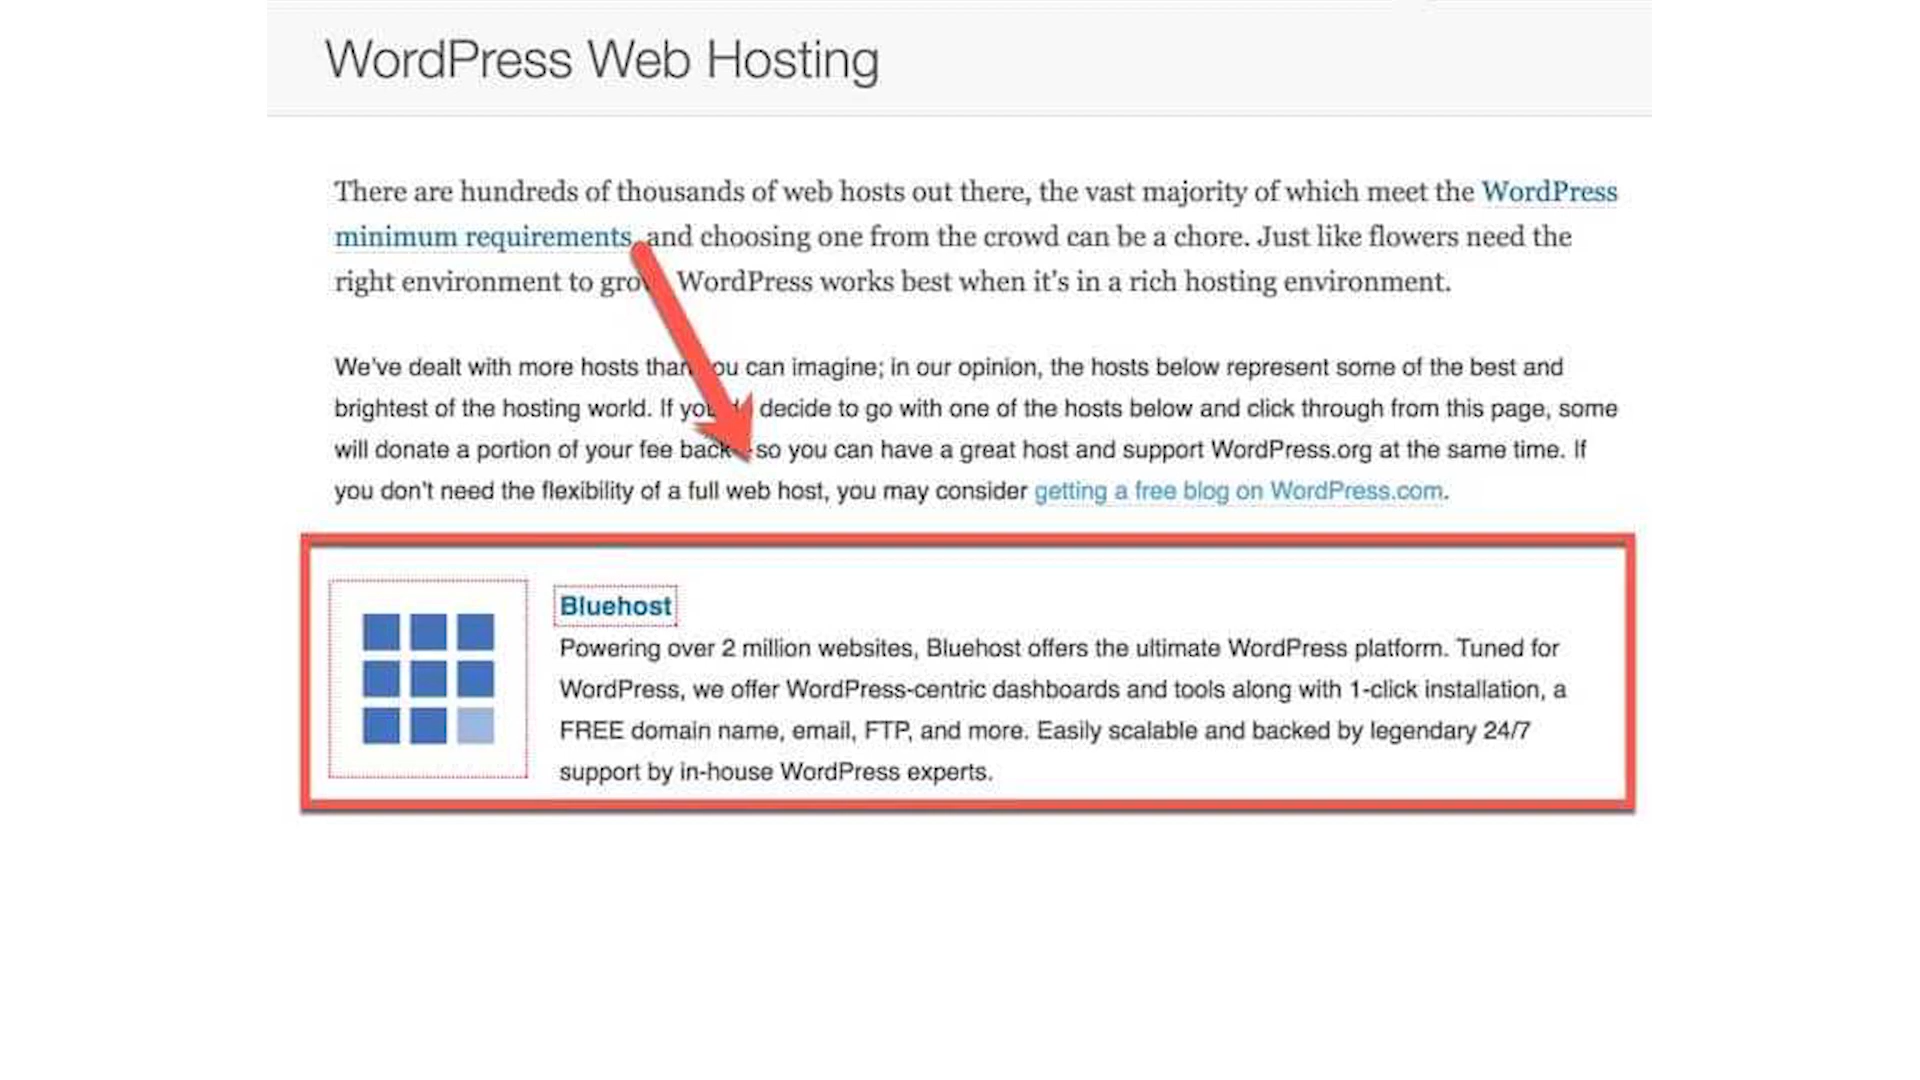 WordPress Web Hosting
There are hundreds of thousands of web hosts out there, the vast majority of which meet the WordPress
minimum requirements, and choosing one from the crowd can be a chore. Just like flowers need the
right environment to WordPress works best when it's in a rich hosting environment.
We've dealt with more hosts than you can imagine; in our opinion, the hosts below represent some of the best and
brightest of the hosting world. If you decide to go with one of the hosts below and click through from this page, some
will donate a portion of your fee back so you can have a great host and support WordPress.org at the same time. If
you don't need the flexibility of a full web host, you may consider getting a free blog on WordPress.com.
Bluehost
Powering over 2 million websites, Bluehost offers the ultimate WordPress platform. Tuned for
WordPress, we offer WordPress-centric dashboards and tools along with 1-click installation, a
FREE domain name, email, FTP, and more. Easily scalable and backed by legendary 24/7
support by in-house WordPress experts.